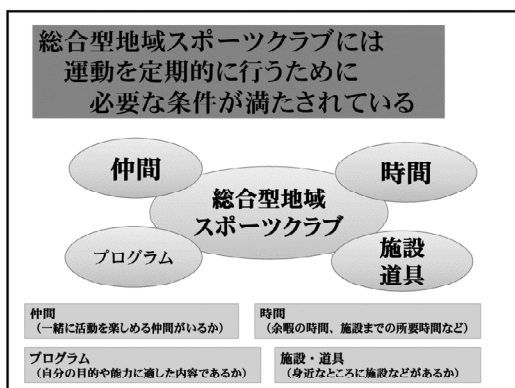 総合型地域スポーツクラブには
運動を定期的に行うために
必要な条件が満たされている
仲間
時間
総合型地域
スポーツクラブ
プログラム
施設
道具
仲間
（一緒に活動を楽しめる仲間がいるか）
時間
（余暇の時間、施設までの所要時間など）
プログラム
（自分の目的や能力に適した内容であるか）
施設・道具
（身近なところに施設などがあるか）